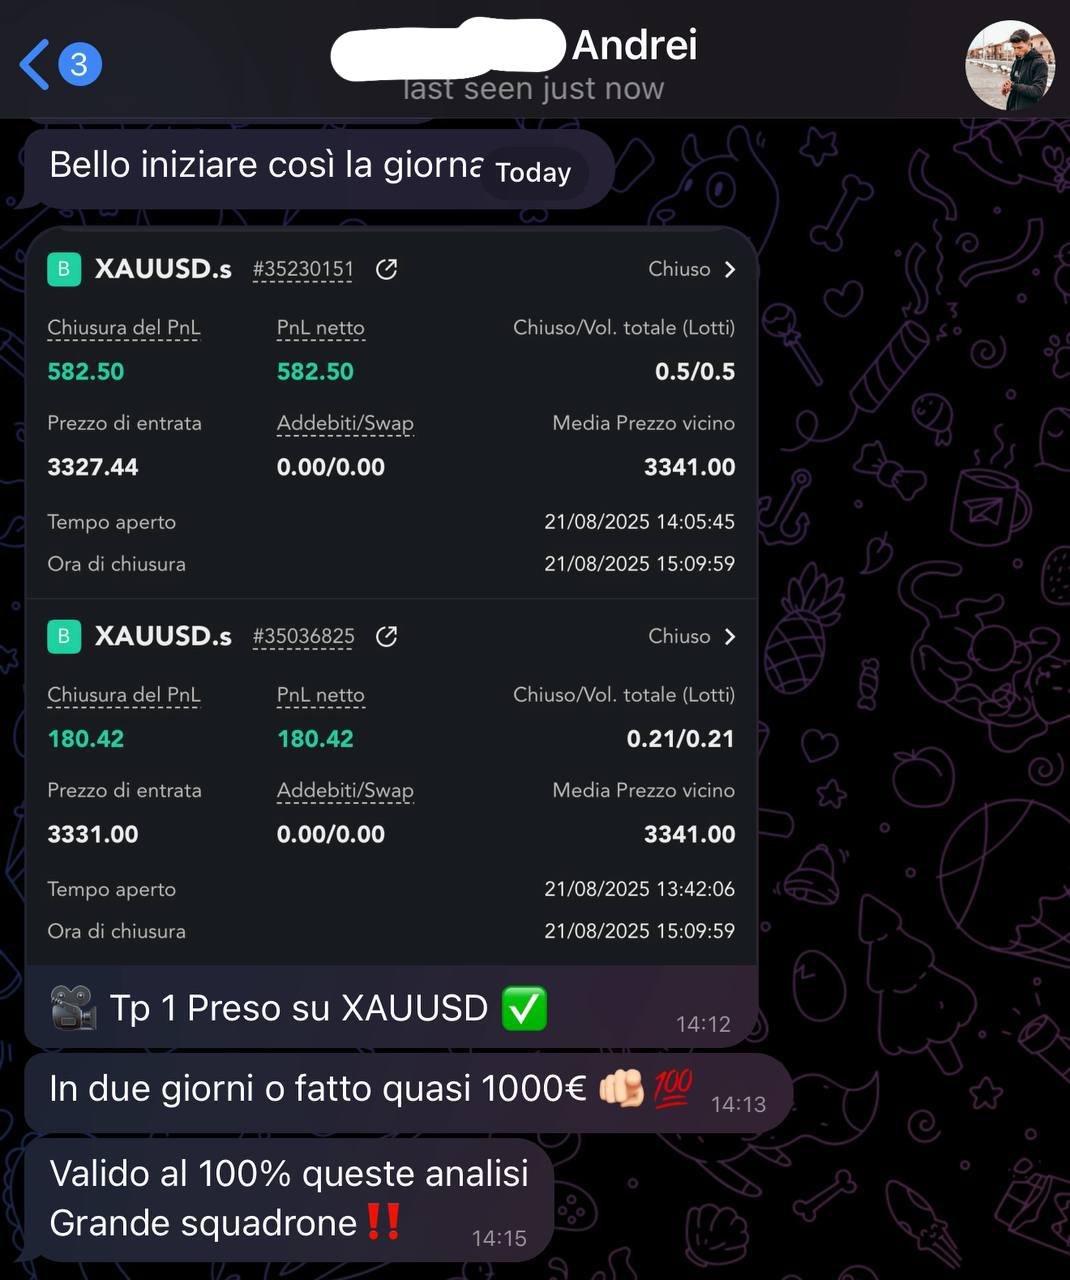 3
Andrei
last seen just now
Bello iniziare così la
Today
B XAUUSD.s #35230151 Chiuso
Chiusura del PnL PnL netto Chiuso/Vol. totale (Lotti)
582.50 582.50 0.5/0.5
Prezzo di entrata Addebiti/Swap Media Prezzo vicino
3327.44 0.00/0.00 3341.00
Tempo aperto 21/08/2025 14:05:45
Ora di chiusura 21/08/2025 15:09:59
B XAUUSD.s #35036825 Chiuso
Chiusura del PnL PnL netto Chiuso/Vol. totale (Lotti)
180.42 180.42 0.21/0.21
Prezzo di entrata Addebiti/Swap Media Prezzo vicino
3331.00 0.00/0.00 3341.00
Tempo aperto 21/08/2025 13:42:06
Ora di chiusura 21/08/2025 15:09:59
🎥 Tp 1 Preso su XAUUSD ✅
14:12
In due giorni o fatto quasi 1000€ 🫵🏻 💯 14:13
Valido al 100% queste analisi
Grande squadrone‼️ 14:15